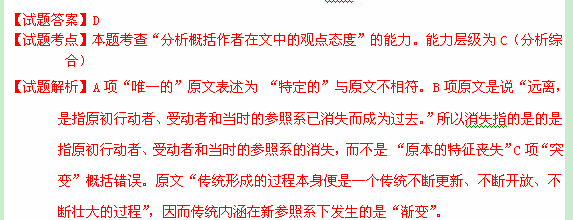 【试题答案】D
【试题考点】本题考查“分析概括作者在文中的观点态度”的能力。能力层级为C（分析综
合）
【试题解析】A项“唯一的”原文表述为 “特定的”与原文不相符。B项原文是说“远离，
是指原初行动者、受动者和当时的参照系已消失而成为过去。”所以消失指的是的是
指原初行动者、受动者和当时的参照系的消失，而不是 “原本的特征丧失”C项“突
变”概括错误。原文“传统形成的过程本身便是一个传统不断更新、不断开放、不
断壮大的过程”，因而传统内涵在新参照系下发生的是“渐变”。